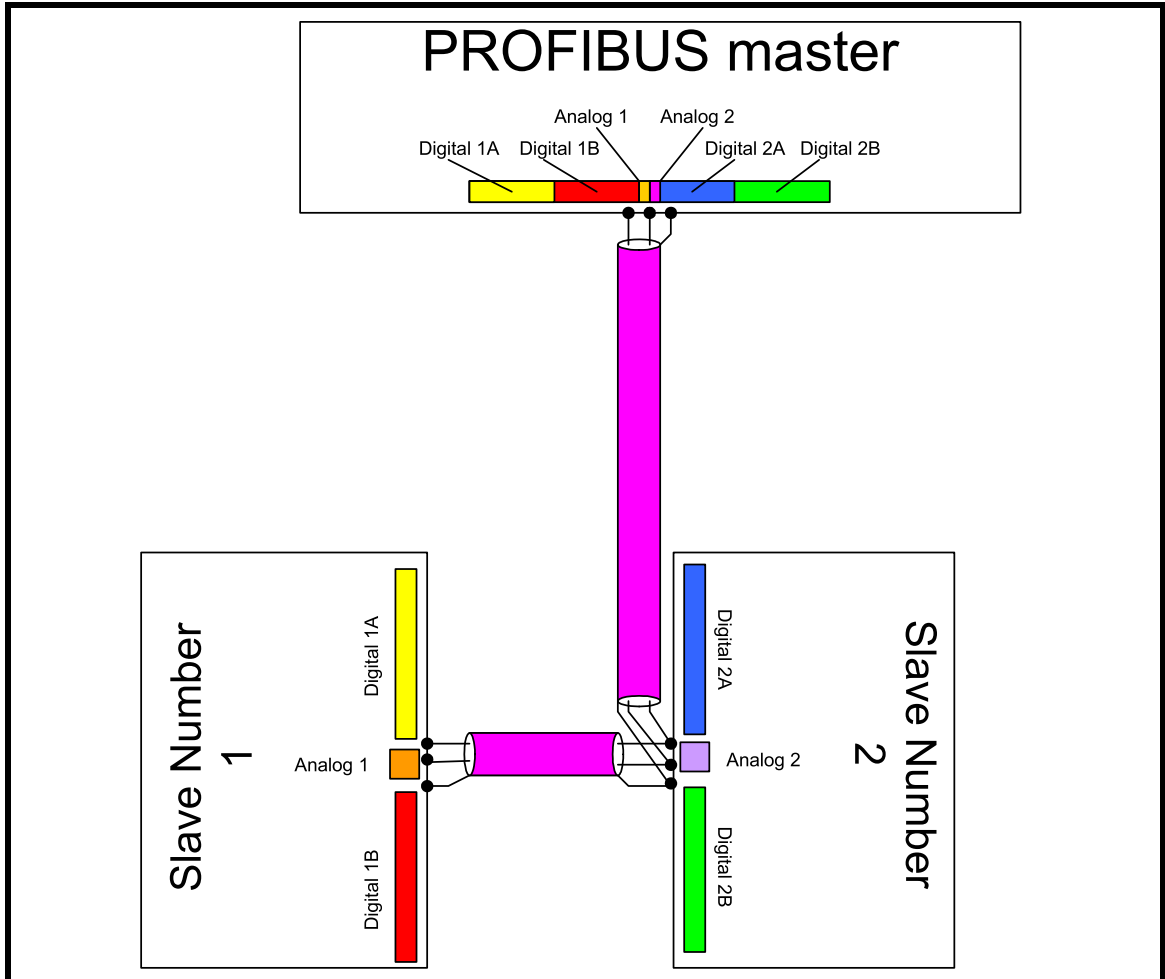 PROFIBUS master
Analog 1 Analog 2
Digital 1A Digital 1B Digital 2A Digital 2B
Slave Number
1
Digital 1A
Analog 1
Digital 1B
Digital 2A
Analog 2
Digital 2B
Slave Number
2